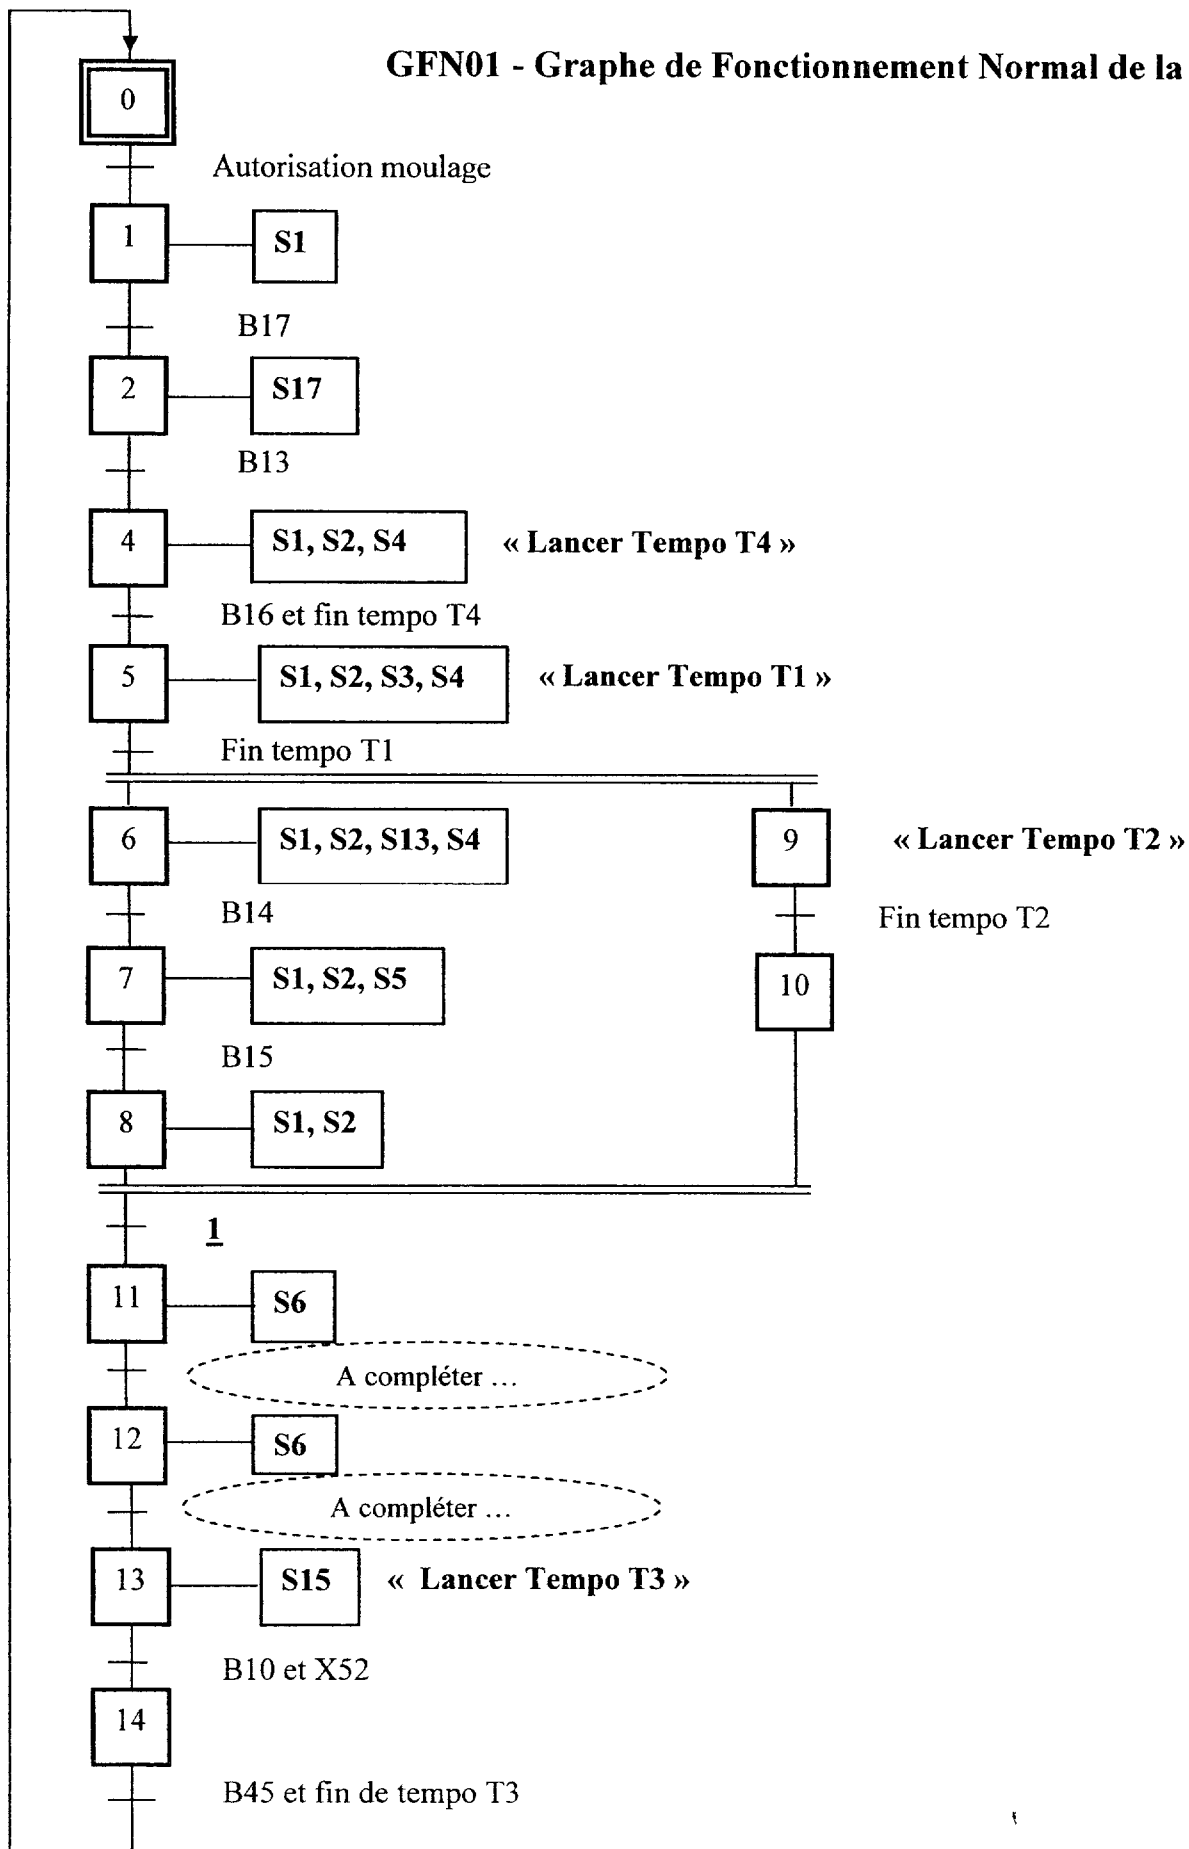 GFN01 - Graphe de Fonctionnement Normal de la
0
Autorisation moulage
1
S1
B17
2
S17
B13
4
S1, S2, S4
« Lancer Tempo T4 »
B16 et fin tempo T4
5
S1, S2, S3, S4
« Lancer Tempo T1 »
Fin tempo T1
6
S1, S2, S13, S4
9
« Lancer Tempo T2 »
B14
Fin tempo T2
7
S1, S2, S5
10
B15
8
S1, S2
1
11
S6
A compléter ...
12
S6
A compléter ...
13
S15
« Lancer Tempo T3 »
B10 et X52
14
B45 et fin de tempo T3